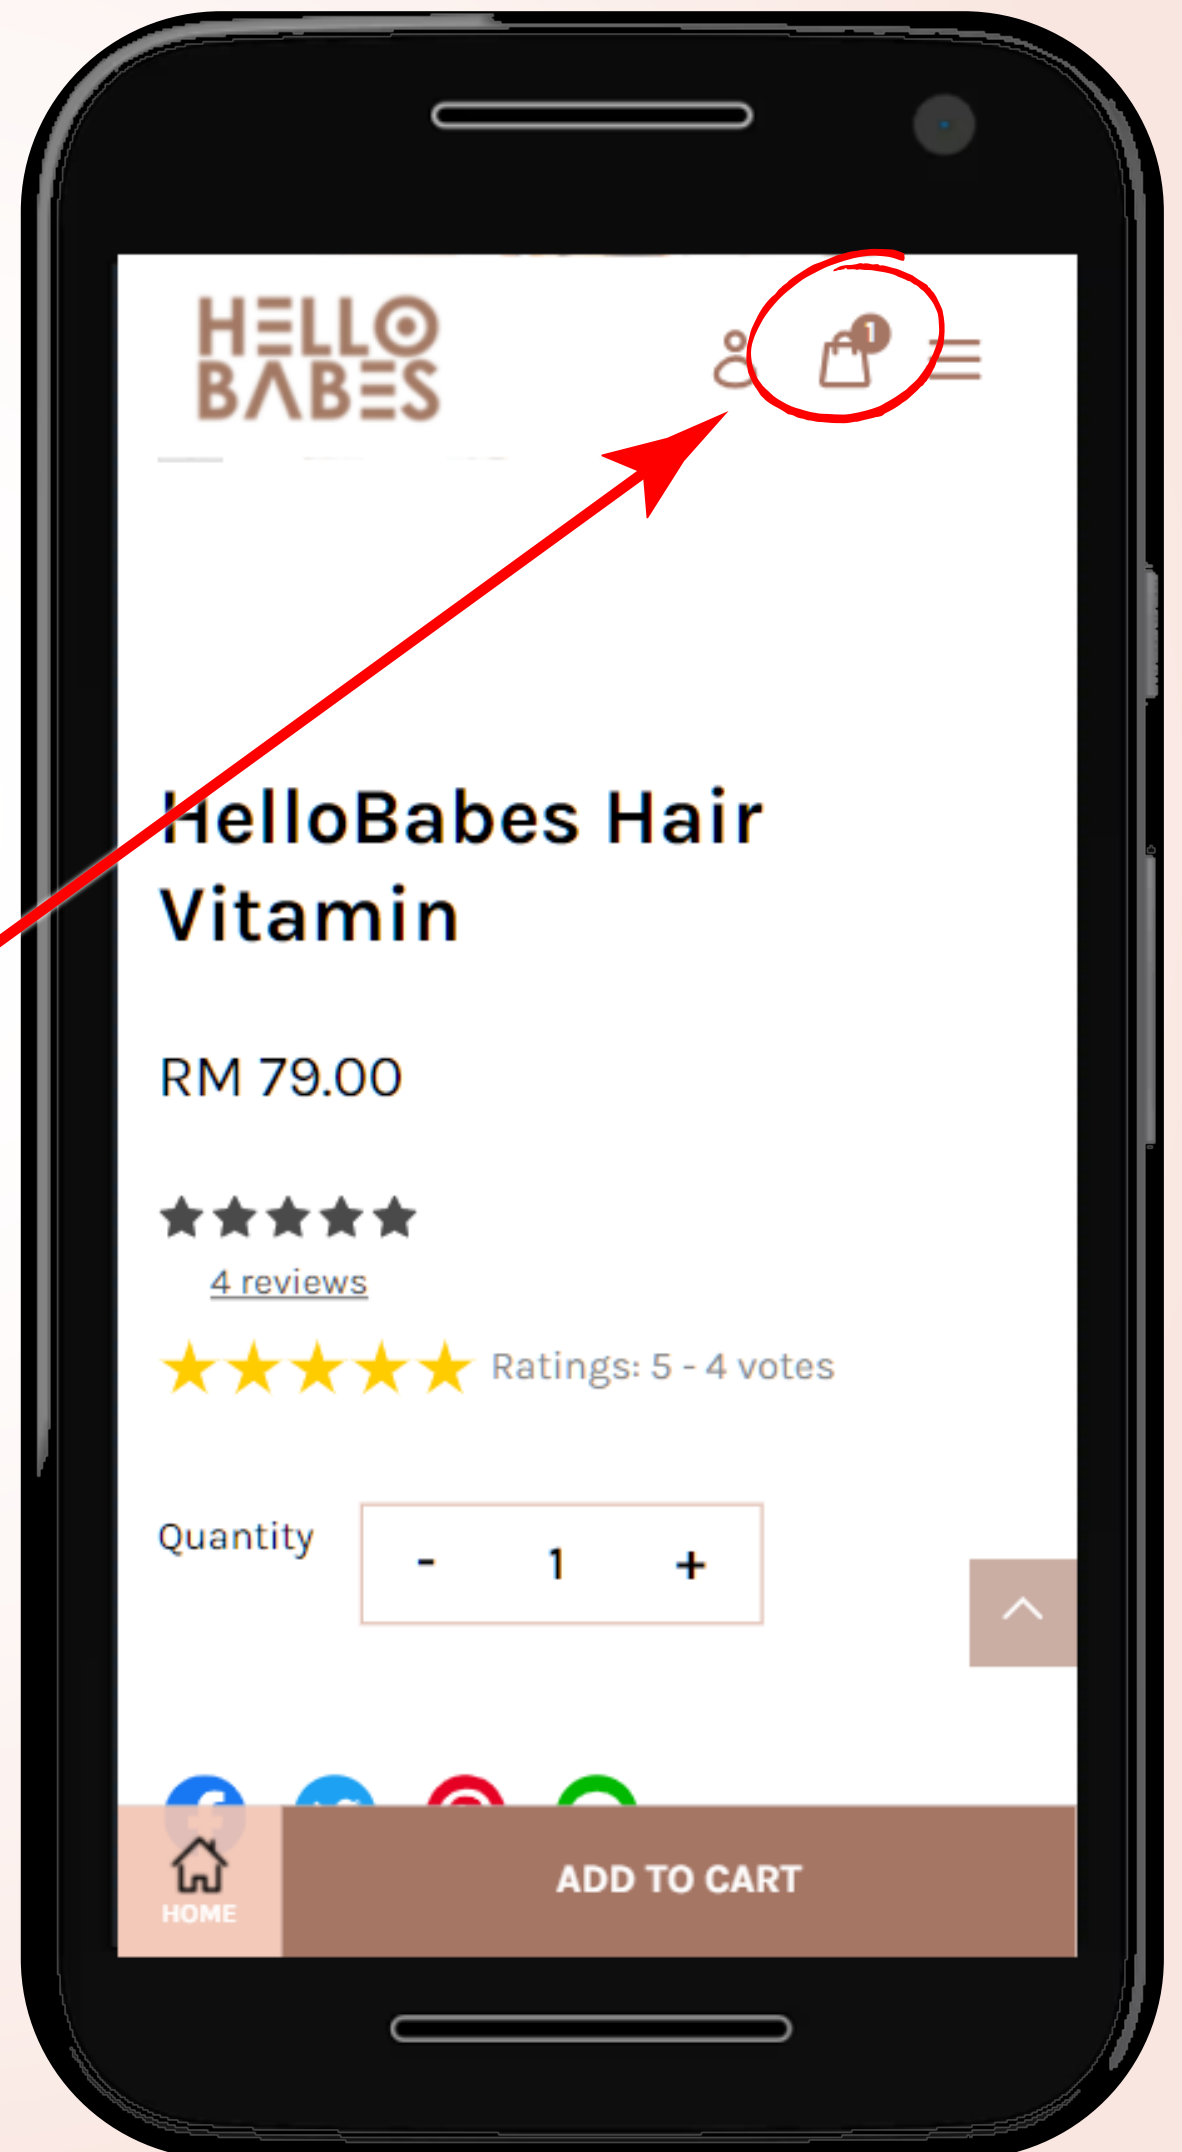 HELLO
BABES
1
HelloBabes Hair
Vitamin
RM 79.00
4 reviews
Ratings: 5 - 4 votes
Quantity
- 1 +
HOME
ADD TO CART